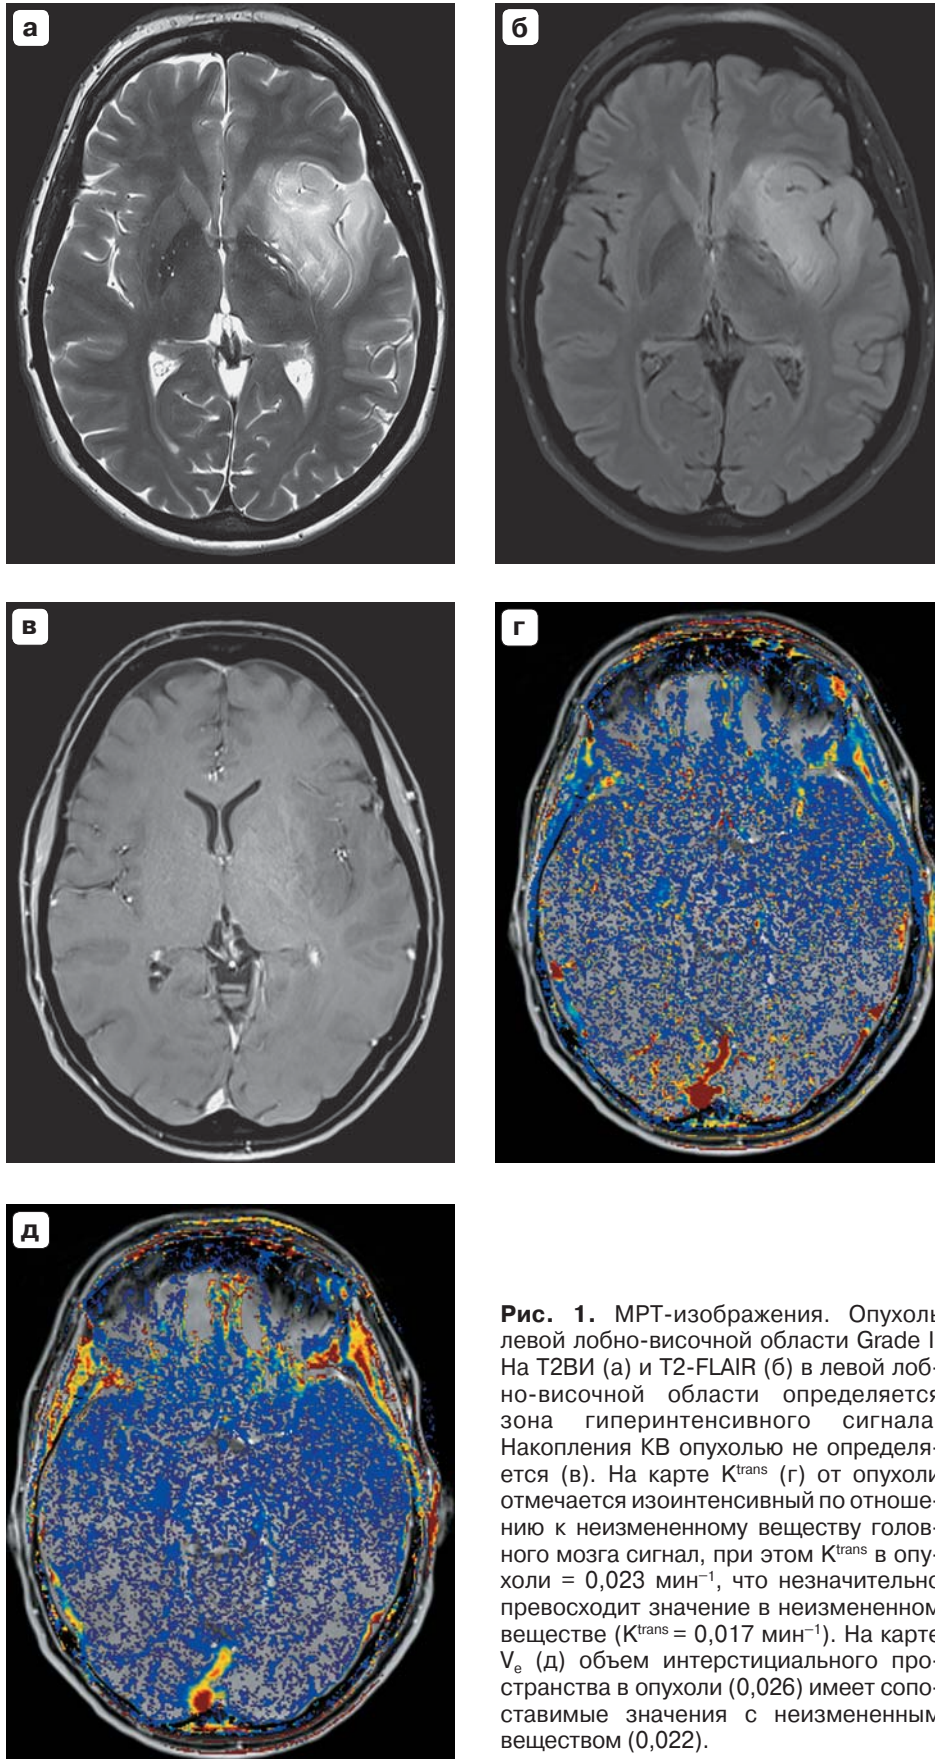 а
б
в
г
д
Рис. 1. МРТ-изображения. Опухоль
левой лобно-височной области Grade I
На Т2ВИ (а) и T2-FLAIR (б) в левой лоб-
но-височной области определяется
зона гиперинтенсивного сигнала
Накопления КВ опухолью не определя-
ется (в). На карте Ktrans (г) от опухоли
отмечается изоинтенсивный по отноше-
нию к неизмененному веществу голов-
ного мозга сигнал, при этом Ktrans в опу-
холи = 0,023 мин–1, что незначительно
превосходит значение в неизмененном
веществе (Ktrans = 0,017 мин–1). На карте
Ve (д) объем интерстициального про-
странства в опухоли (0,026) имеет сопо-
ставимые значения с неизмененным
веществом (0,022).